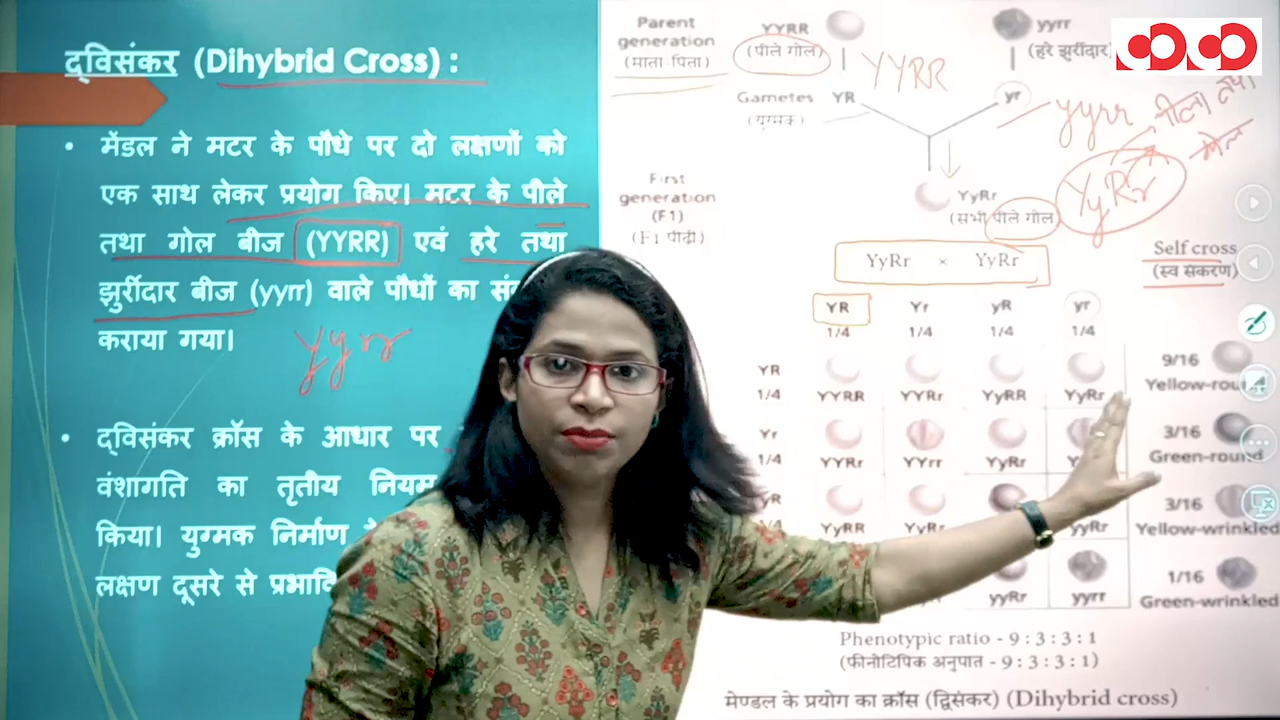 द्विसंकर (Dihybrid Cross) :
• मेंडल ने मटर के पौधे पर दो लक्षणों को
एक साथ लेकर प्रयोग किए। मटर के पीले
तथा गोल बीज (YYRR) एवं हरे तथा
झुर्रीदार बीज (yyrr) वाले पौधों का
कराया गया।
yyrr
• द्विसंकर क्रॉस के आधार पर
वंशागति का तृतीय नियम
किया। युग्मक निर्माण
लक्षण दूसरे से
Parent
generation
(माता पिता)
YYRR
(पीले गोल)
YYRR
yyrr
(हरे झुर्रीदार)
Gametes
(युग्मक)
YR
yr
yyrr
पीला तथा
गोल
YyRr
First
generation
(F1)
(F1 पीढ़ी)
YyRr
(सभी पीले गोल)
YyRr × YyRr
Self cross
(स्व संकरण)
YR Yr yR yr
1/4 1/4 1/4 1/4
YR
1/4 YYRR YYRr YyRR YyRr
Yr
1/4 YYRr YYrr YyRr
yR
1/4 YyRR YyRr yyRr
yyRr yyrr
9/16
Yellow-round
3/16
Green-round
3/16
Yellow-wrinkled
1/16
Green-wrinkled
Phenotypic ratio - 9 : 3 : 3 : 1
(फीनोटिपिक अनुपात - 9 : 3 : 3 : 1)
मेण्डल के प्रयोग का क्रॉस (द्विसंकर) (Dihybrid cross)